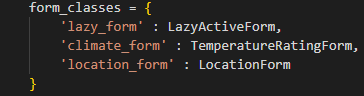 form_classes = {
    'lazy_form' : LazyActiveForm,
    'climate_form' : TemperatureRatingForm,
    'location_form' : LocationForm
}